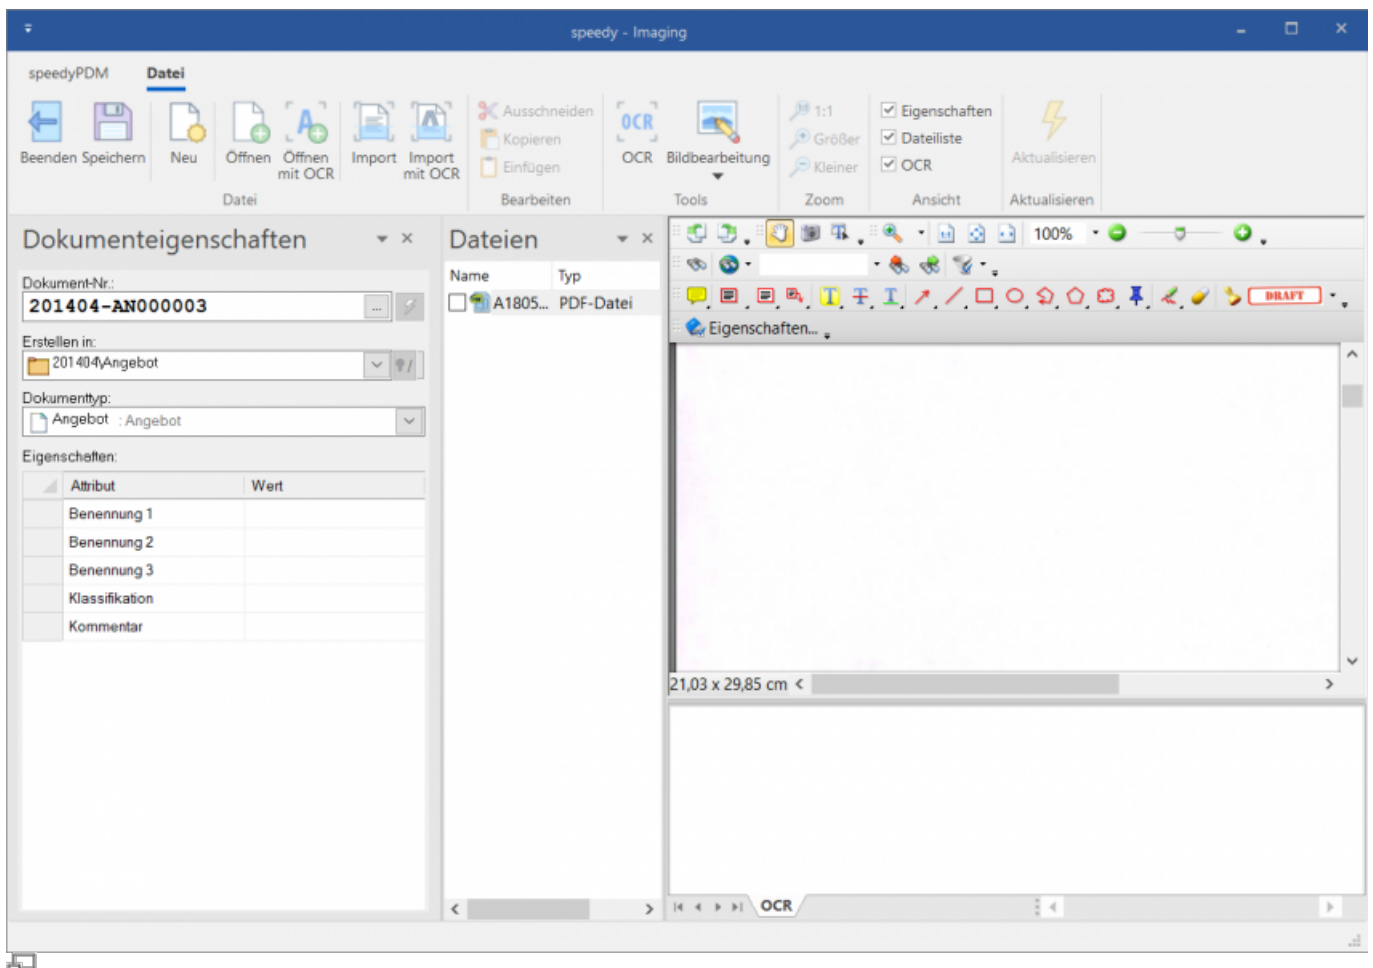 speedy - Imaging
speedyPDM Datei
Beenden Speichern Neu Öffnen Öffnen mit OCR Import Import mit OCR
Datei
Ausschneiden
Kopieren
Einfügen
Bearbeiten
OCR
OCR Bildbearbeitung
Tools
1:1
Größer
Kleiner
Zoom
Eigenschaften
Dateiliste
OCR
Ansicht
Aktualisieren
Aktualisieren
Dokumenteigenschaften
Dokument-Nr.:
201404-AN000003 ...
Erstellen in:
201404\Angebot
Dokumenttyp:
Angebot : Angebot
Eigenschaften:
Attribut Wert
Benennung 1
Benennung 2
Benennung 3
Klassifikation
Kommentar
Dateien
Name Typ
A1805... PDF-Datei
100%
DRAFT
Eigenschaften...
21,03 x 29,85 cm
OCR